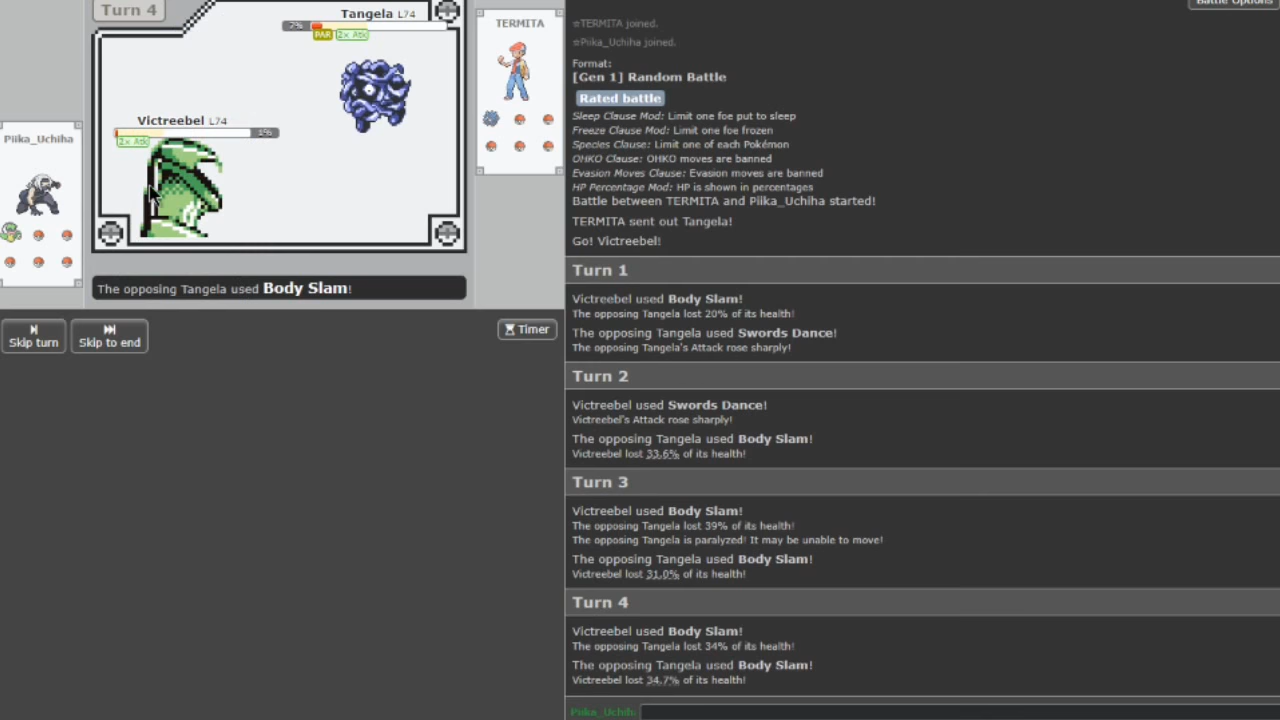 Turn 4
Tangela L74
7%
PAR 2x Atk
Victreebel L74
1%
2x Atk
Piika_Uchiha
TERMITA
The opposing Tangela used Body Slam!
Skip turn
Skip to end
Timer
Battle Options
☆TERMITA joined.
☆Piika_Uchiha joined.
Format:
[Gen 1] Random Battle
Rated battle
Sleep Clause Mod: Limit one foe put to sleep
Freeze Clause Mod: Limit one foe frozen
Species Clause: Limit one of each Pokémon
OHKO Clause: OHKO moves are banned
Evasion Moves Clause: Evasion moves are banned
HP Percentage Mod: HP is shown in percentages
Battle between TERMITA and Piika_Uchiha started!
TERMITA sent out Tangela!
Go! Victreebel!
Turn 1
Victreebel used Body Slam!
The opposing Tangela lost 20% of its health!
The opposing Tangela used Swords Dance!
The opposing Tangela's Attack rose sharply!
Turn 2
Victreebel used Swords Dance!
Victreebel's Attack rose sharply!
The opposing Tangela used Body Slam!
Victreebel lost 33.6% of its health!
Turn 3
Victreebel used Body Slam!
The opposing Tangela lost 39% of its health!
The opposing Tangela is paralyzed! It may be unable to move!
The opposing Tangela used Body Slam!
Victreebel lost 31.0% of its health!
Turn 4
Victreebel used Body Slam!
The opposing Tangela lost 34% of its health!
The opposing Tangela used Body Slam!
Victreebel lost 34.7% of its health!
Piika_Uchih: